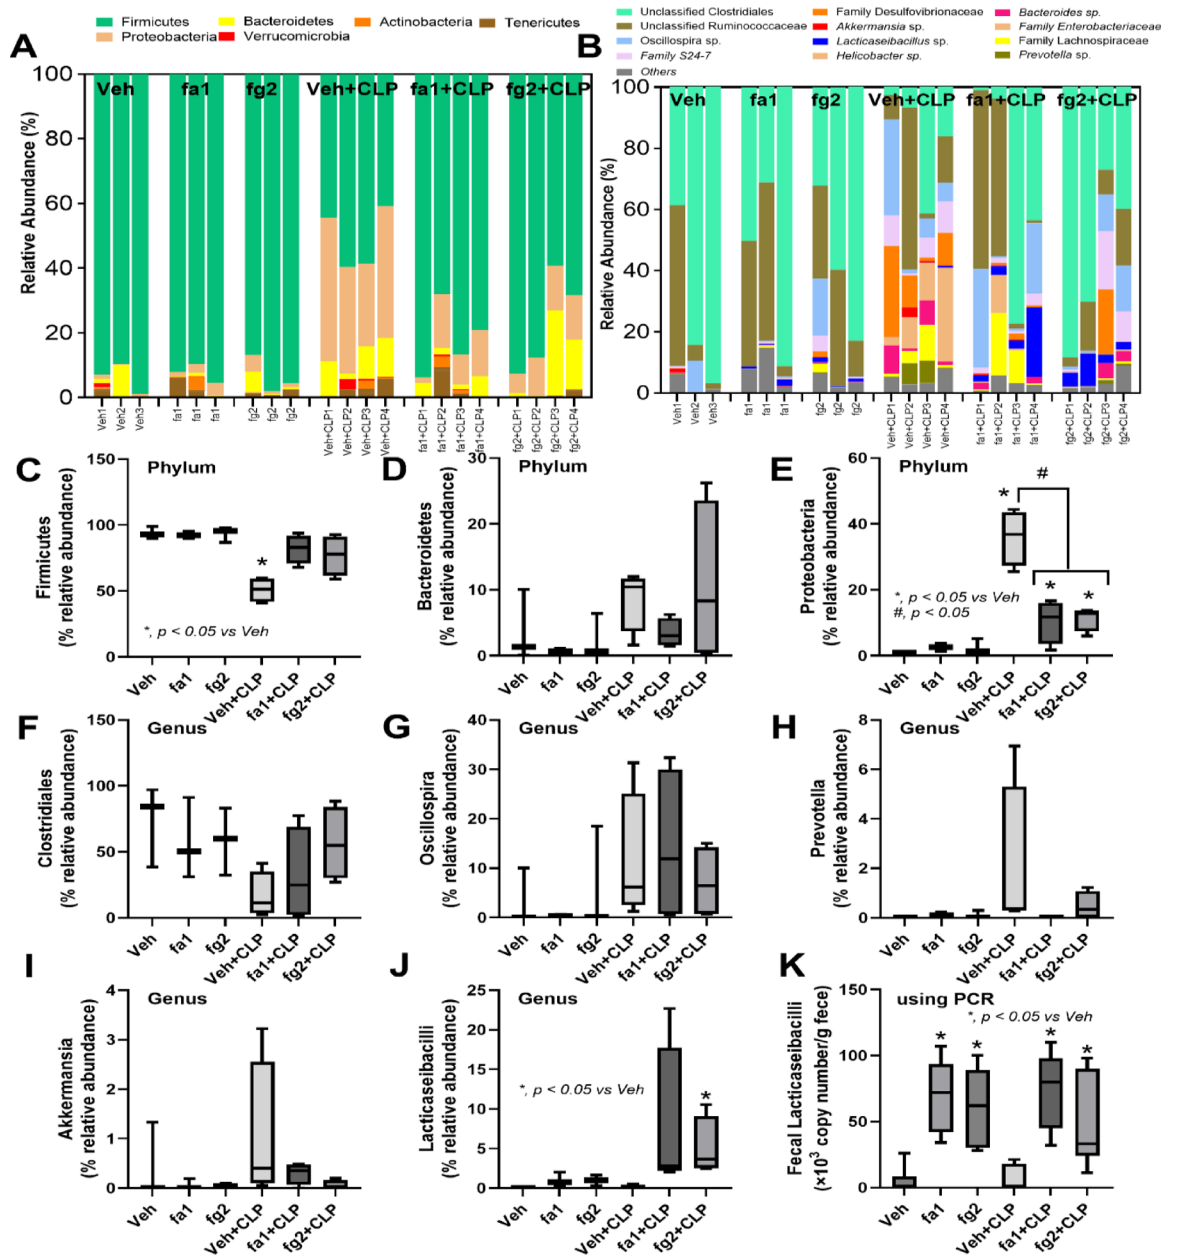 Firmicutes Bacteroidetes Actinobacteria Tenericutes
Proteobacteria Verrucomicrobia
Unclassified Clostridiales Family Desulfovibrionaceae Bacteroides sp.
Unclassified Ruminococcaceae Akkermansia sp. Family Enterobacteriaceae
Oscillospira sp. Lacticaseibacillus sp. Family Lachnospiraceae
Family S24-7 Helicobacter sp. Prevotella sp.
Others
A
Relative Abundance (%)
100
80
60
40
20
0
Veh fa1 fg2 Veh+CLP fa1+CLP fg2+CLP
Veh1 Veh2 Veh3 fa1 fa1 fa1 fg2 fg2 fg2 Veh+CLP1 Veh+CLP2 Veh+CLP3 Veh+CLP4 fa1+CLP1 fa1+CLP2 fa1+CLP3 fa1+CLP4 fg2+CLP1 fg2+CLP2 fg2+CLP3 fg2+CLP4
B
Relative Abundance (%)
100
80
60
40
20
0
Veh fa1 fg2 Veh+CLP fa1+CLP fg2+CLP
Veh1 Veh2 Veh3 fa1 fa1 fa1 fg2 fg2 fg2 Veh+CLP1 Veh+CLP2 Veh+CLP3 Veh+CLP4 fa1+CLP1 fa1+CLP2 fa1+CLP3 fa1+CLP4 fg2+CLP1 fg2+CLP2 fg2+CLP3 fg2+CLP4
C
Phylum
Firmicutes
(% relative abundance)
150
100
50
0
*
*, p < 0.05 vs Veh
Veh fa1 fg2 Veh+CLP fa1+CLP fg2+CLP
D
Phylum
Bacteroidetes
(% relative abundance)
30
20
10
0
Veh fa1 fg2 Veh+CLP fa1+CLP fg2+CLP
E
Phylum
Proteobacteria
(% relative abundance)
60
40
20
0
* #
* *
*, p < 0.05 vs Veh
#, p < 0.05
Veh fa1 fg2 Veh+CLP fa1+CLP fg2+CLP
F
Genus
Clostridiales
(% relative abundance)
150
100
50
0
Veh fa1 fg2 Veh+CLP fa1+CLP fg2+CLP
G
Genus
Oscillospira
(% relative abundance)
40
30
20
10
0
Veh fa1 fg2 Veh+CLP fa1+CLP fg2+CLP
H
Genus
Prevotella
(% relative abundance)
8
6
4
2
0
Veh fa1 fg2 Veh+CLP fa1+CLP fg2+CLP
I
Genus
Akkermansia
(% relative abundance)
4
3
2
1
0
Veh fa1 fg2 Veh+CLP fa1+CLP fg2+CLP
J
Genus
Lacticaseibacilli
(% relative abundance)
25
20
15
10
5
0
*, p < 0.05 vs Veh
*
Veh fa1 fg2 Veh+CLP fa1+CLP fg2+CLP
K
using PCR
Fecal Lacticaseibacilli
(×10³ copy number/g fece)
150
100
50
0
*, p < 0.05 vs Veh
* * * *
Veh fa1 fg2 Veh+CLP fa1+CLP fg2+CLP